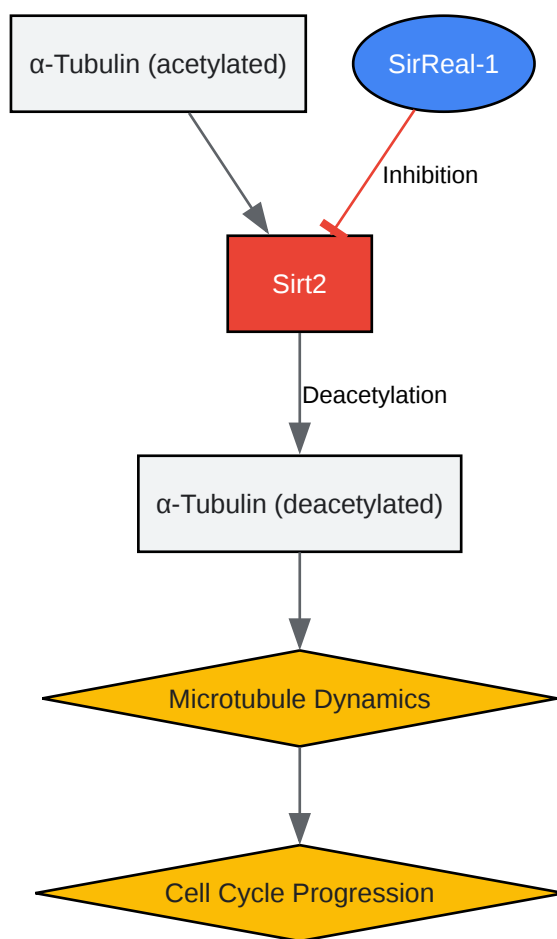 α-Tubulin (acetylated)
SirReal-1
Inhibition
Sirt2
Deacetylation
α-Tubulin (deacetylated)
Microtubule Dynamics
Cell Cycle Progression